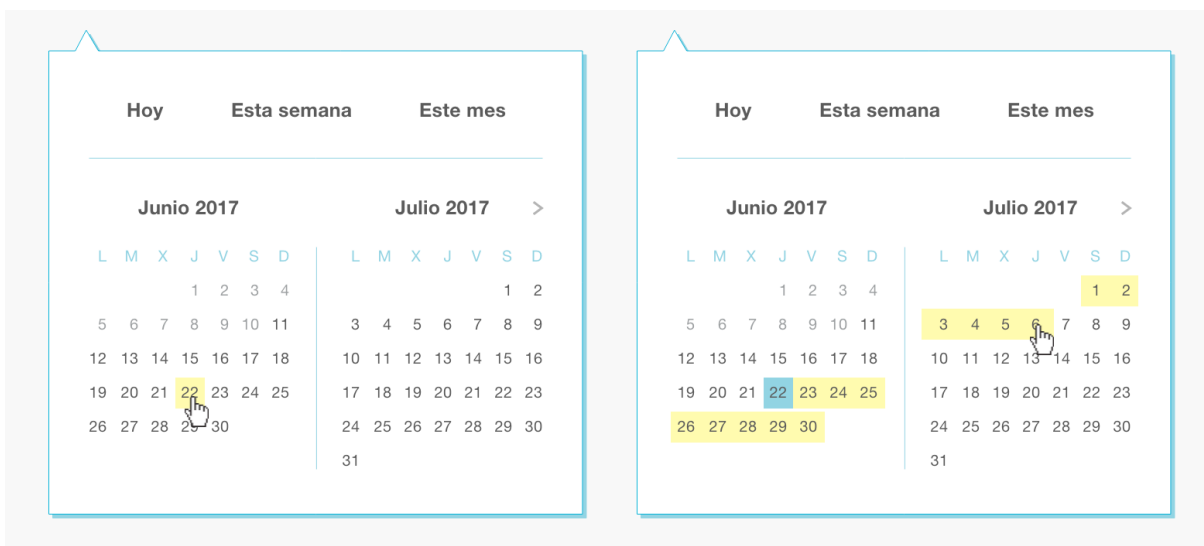 Hoy Esta semana Este mes
Junio 2017 Julio 2017 >
L M X J V S D L M X J V S D
1 2 3 4 1 2
5 6 7 8 9 10 11 3 4 5 6 7 8 9
12 13 14 15 16 17 18 10 11 12 13 14 15 16
19 20 21 22 23 24 25 17 18 19 20 21 22 23
26 27 28 29 30 24 25 26 27 28 29 30
31
Hoy Esta semana Este mes
Junio 2017 Julio 2017 >
L M X J V S D L M X J V S D
1 2 3 4 1 2
5 6 7 8 9 10 11 3 4 5 6 7 8 9
12 13 14 15 16 17 18 10 11 12 13 14 15 16
19 20 21 22 23 24 25 17 18 19 20 21 22 23
26 27 28 29 30 24 25 26 27 28 29 30
31